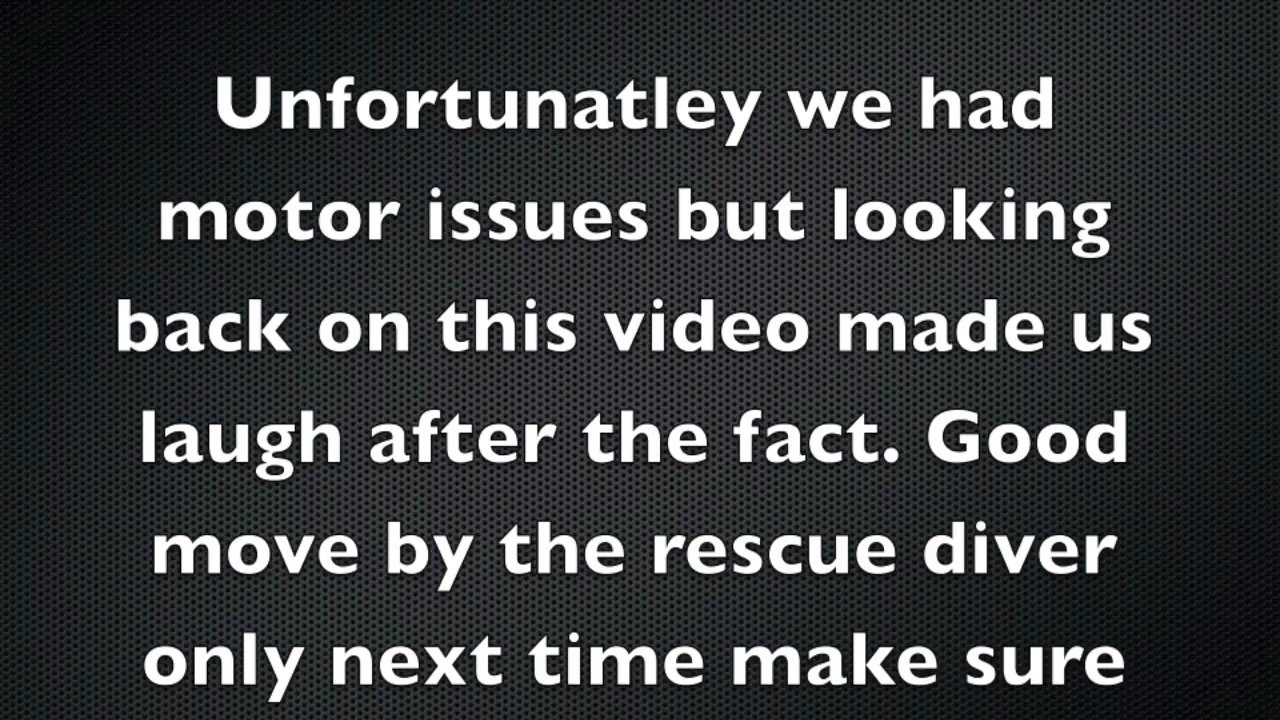 Unfortunatley we had
motor issues but looking
back on this video made us
laugh after the fact. Good
move by the rescue diver
only next time make sure